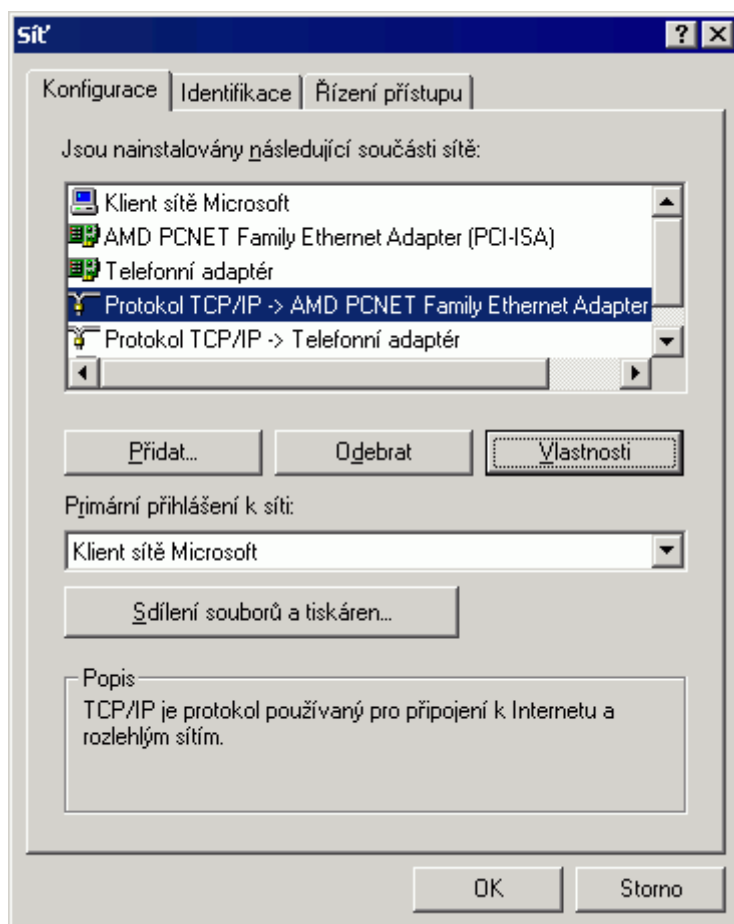 Síť
Konfigurace Identifikace Řízení přístupu
Jsou nainstalovány následující součásti sítě:
Klient sítě Microsoft
AMD PCNET Family Ethernet Adapter (PCI-ISA)
Telefonní adaptér
Protokol TCP/IP -> AMD PCNET Family Ethernet Adapter
Protokol TCP/IP -> Telefonní adaptér
Přidat... Odebrat Vlastnosti
Primární přihlášení k síti:
Klient sítě Microsoft
Sdílení souborů a tiskáren...
Popis
TCP/IP je protokol používaný pro připojení k Internetu a
rozlehlým sítím.
OK Storno